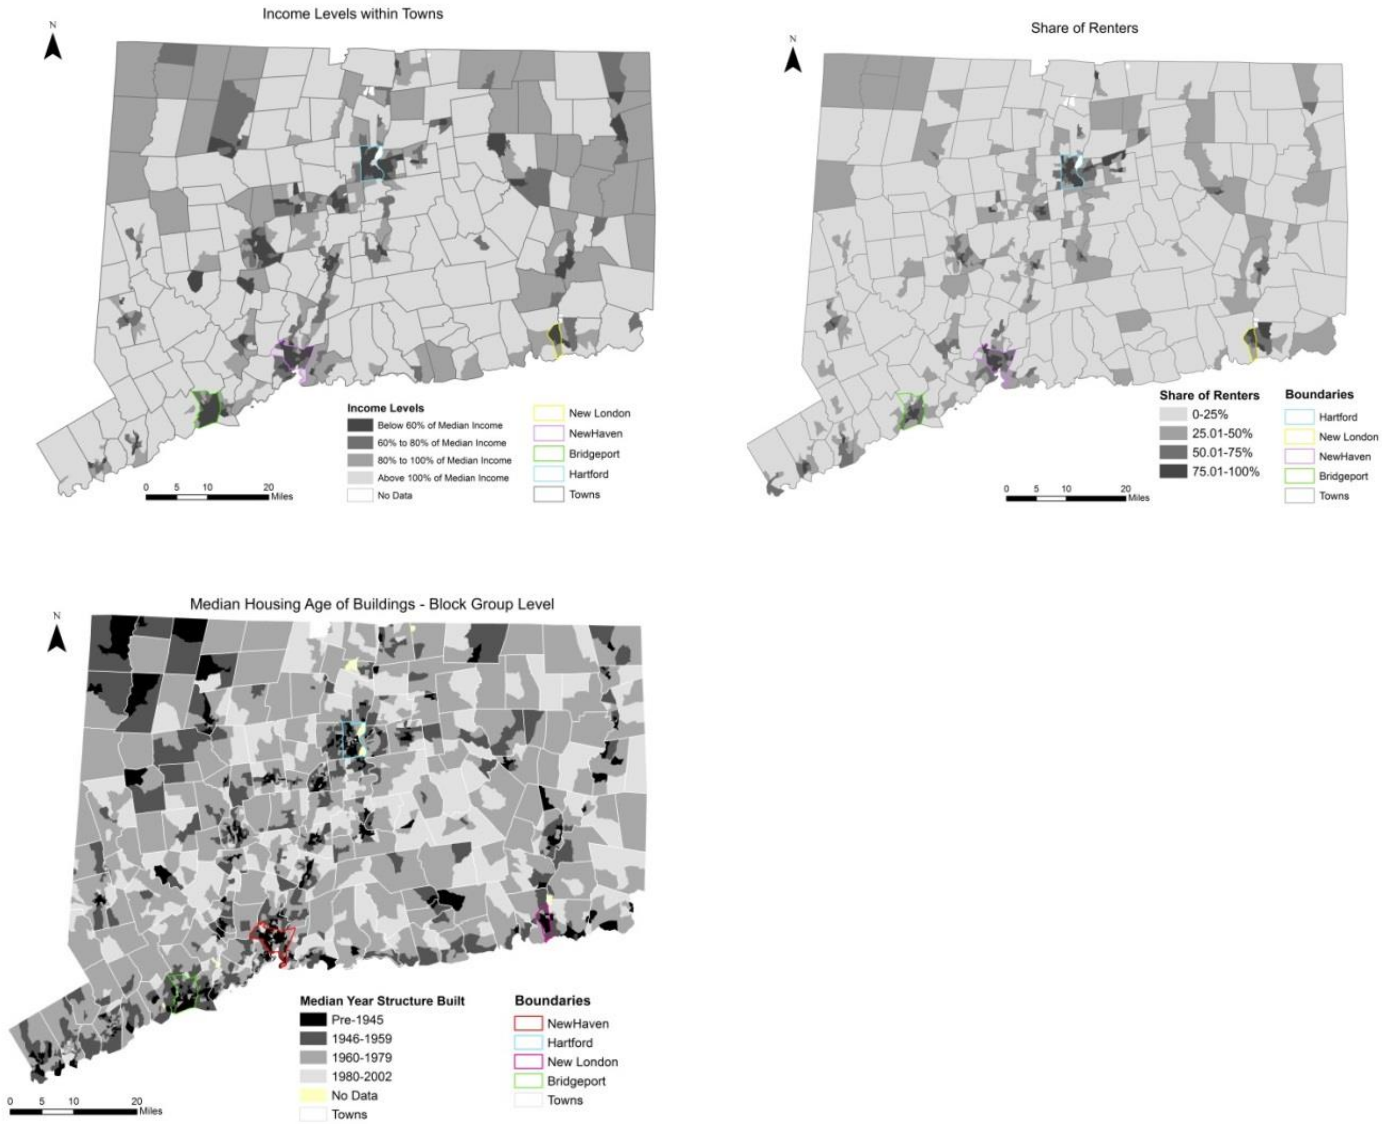 Income Levels within Towns
N
Income Levels
Below 60% of Median Income
60% to 80% of Median Income
80% to 100% of Median Income
Above 100% of Median Income
No Data
New London
NewHaven
Bridgeport
Hartford
Towns
0 5 10 20
Miles
Share of Renters
N
Share of Renters
0-25%
25.01-50%
50.01-75%
75.01-100%
Boundaries
Hartford
New London
NewHaven
Bridgeport
Towns
0 5 10 20
Miles
Median Housing Age of Buildings - Block Group Level
N
Median Year Structure Built
Pre-1945
1946-1959
1960-1979
1980-2002
No Data
Towns
Boundaries
NewHaven
Hartford
New London
Bridgeport
Towns
0 5 10 20
Miles